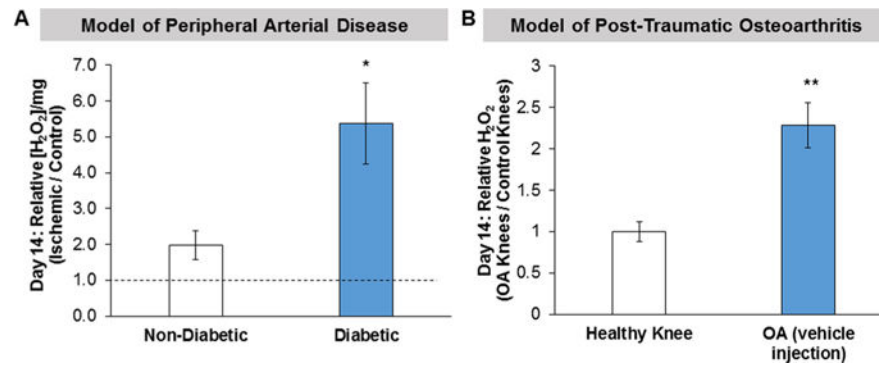 A
Model of Peripheral Arterial Disease
Day 14: Relative [H₂O₂]/mg
(Ischemic / Control)
7.0
6.0
5.0
4.0
3.0
2.0
1.0
0.0
*
Non-Diabetic
Diabetic
B
Model of Post-Traumatic Osteoarthritis
Day 14: Relative H₂O₂
(OA Knees / Control Knees)
3
2.5
2
1.5
1
0.5
0
**
Healthy Knee
OA (vehicle
injection)